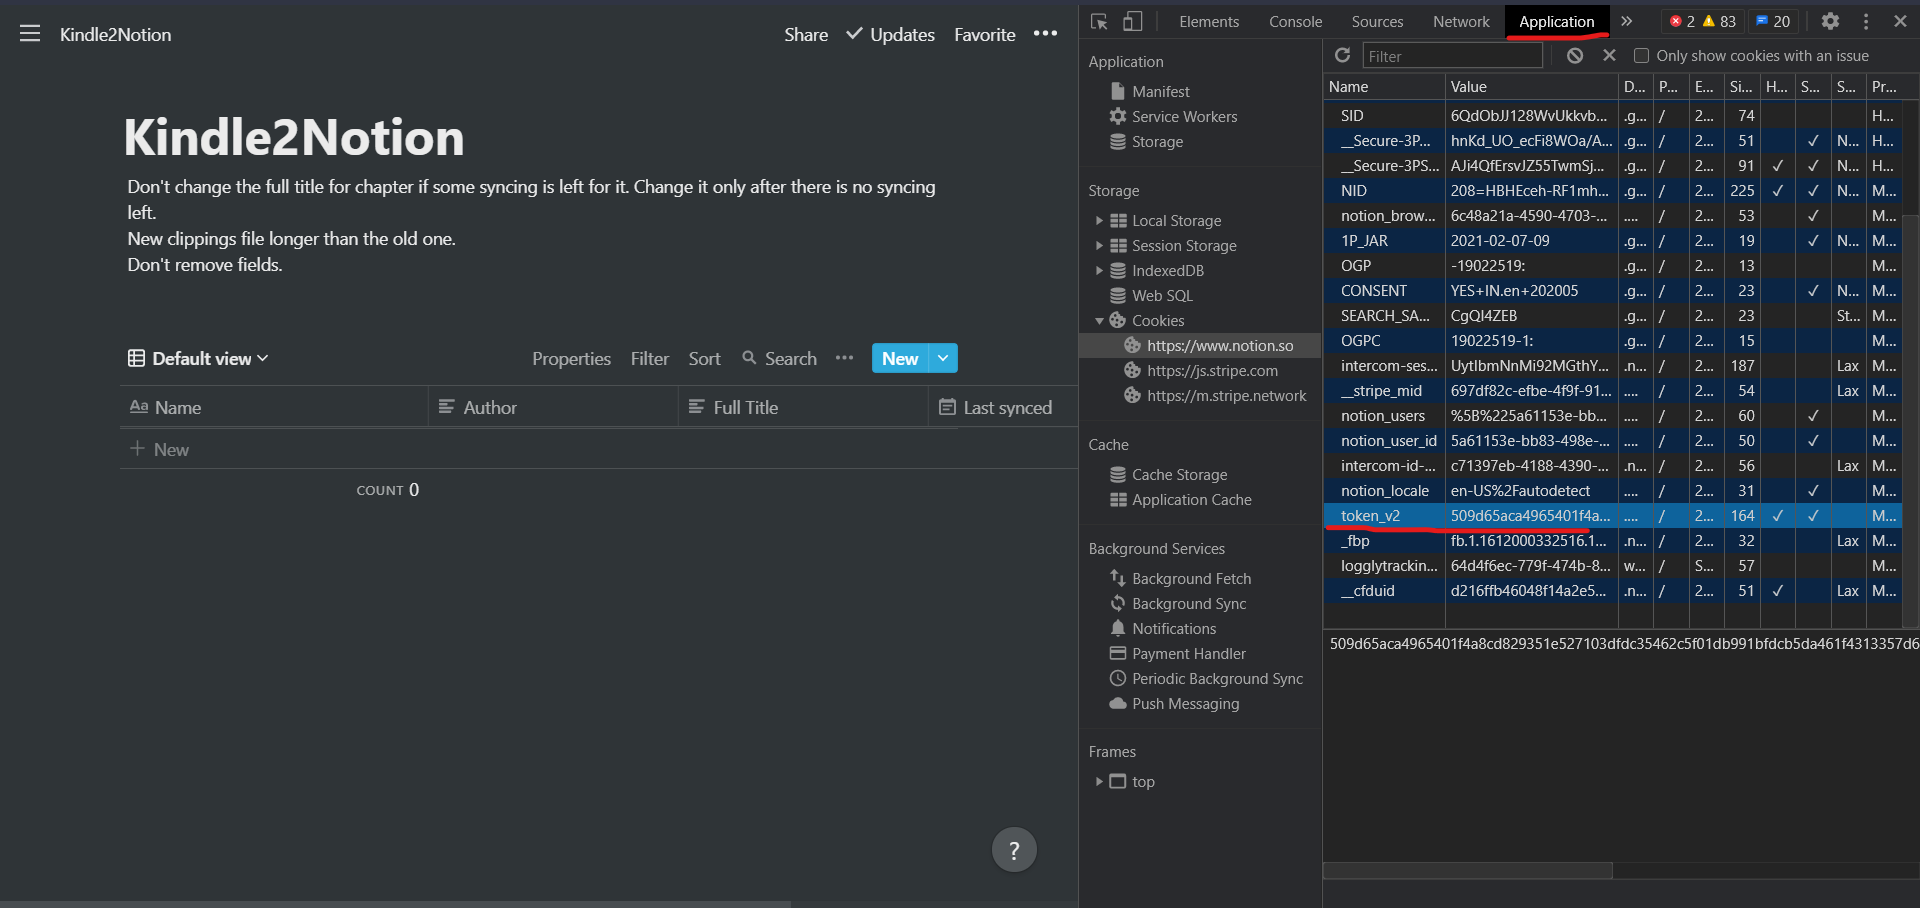 Kindle2Notion
Share
Updates
Favorite
Kindle2Notion
Don't change the full title for chapter if some syncing is left for it. Change it only after there is no syncing
left.
New clippings file longer than the old one.
Don't remove fields.
Default view
Properties
Filter
Sort
Search
New
Aa Name
Author
Full Title
Last synced
New
COUNT 0
?
Elements
Console
Sources
Network
Application
2
83
20
Application
Manifest
Service Workers
Storage
Storage
Local Storage
Session Storage
IndexedDB
Web SQL
Cookies
https://www.notion.so
https://js.stripe.com
https://m.stripe.network
Cache
Cache Storage
Application Cache
Background Services
Background Fetch
Background Sync
Notifications
Payment Handler
Periodic Background Sync
Push Messaging
Frames
top
Filter
Only show cookies with an issue
Name Value D... P... E... Si... H... S... S... Pr...
SID 6QdObJJ128WvUkkvb... .g... / 2... 74 H...
__Secure-3P... hnKd_UO_ecFi8WOa/A... .g... / 2... 51 ✓ N... H...
__Secure-3PS... AJi4QfErsvJZ55TwmSj... .g... / 2... 91 ✓ ✓ N... H...
NID 208=HBHEceh-RF1mh... .g... / 2... 225 ✓ ✓ N... M...
notion_brow... 6c48a21a-4590-4703-... .... / 2... 53 ✓ M...
1P_JAR 2021-02-07-09 .g... / 2... 19 ✓ N... M...
OGP -19022519: .g... / 2... 13 M...
CONSENT YES+IN.en+202005 .g... / 2... 23 ✓ N... M...
SEARCH_SA... CgQI4ZEB .g... / 2... 23 St... M...
OGPC 19022519-1: .g... / 2... 15 M...
intercom-ses... UytIbmNnMi92MGthY... .n... / 2... 187 Lax M...
__stripe_mid 697df82c-efbe-4f9f-91... .... / 2... 54 Lax M...
notion_users %5B%225a61153e-bb... .... / 2... 60 ✓ M...
notion_user_id 5a61153e-bb83-498e-... .... / 2... 50 ✓ M...
intercom-id-... c71397eb-4188-4390-... .n... / 2... 56 Lax M...
notion_locale en-US%2Fautodetect .... / 2... 31 ✓ M...
token_v2 509d65aca4965401f4a... .... / 2... 164 ✓ ✓ M...
_fbp fb.1.1612000332516.1... .n... / 2... 32 Lax M...
logglytrackin... 64d4f6ec-779f-474b-8... w... / S... 57 M...
__cfduid d216ffb46048f14a2e5... .n... / 2... 51 ✓ Lax M...
509d65aca4965401f4a8cd829351e527103dfdc35462c5f01db991bfdcb5da461f4313357d6